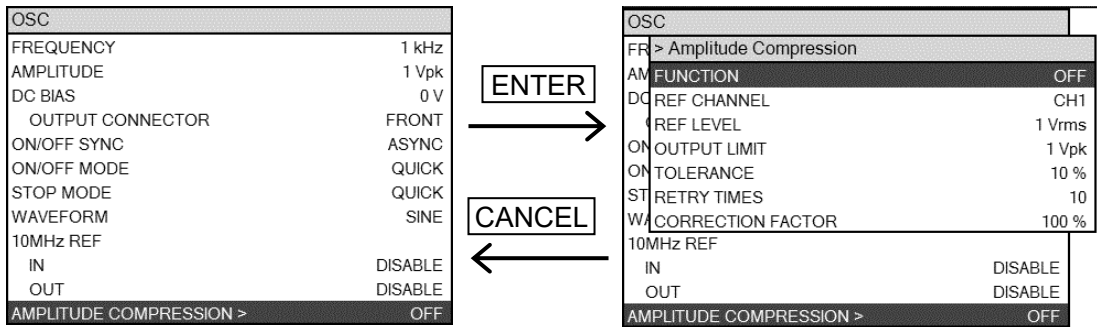 OSC
FREQUENCY 1 kHz
AMPLITUDE 1 Vpk
DC BIAS 0 V
OUTPUT CONNECTOR FRONT
ON/OFF SYNC ASYNC
ON/OFF MODE QUICK
STOP MODE QUICK
WAVEFORM SINE
10MHz REF
IN DISABLE
OUT DISABLE
AMPLITUDE COMPRESSION > OFF
ENTER
CANCEL
OSC
FR
> Amplitude Compression
AM
FUNCTION OFF
DC
REF CHANNEL CH1
REF LEVEL 1 Vrms
ON
OUTPUT LIMIT 1 Vpk
ON
TOLERANCE 10 %
ST
RETRY TIMES 10
WA
CORRECTION FACTOR 100 %
10MHz REF
IN DISABLE
OUT DISABLE
AMPLITUDE COMPRESSION > OFF